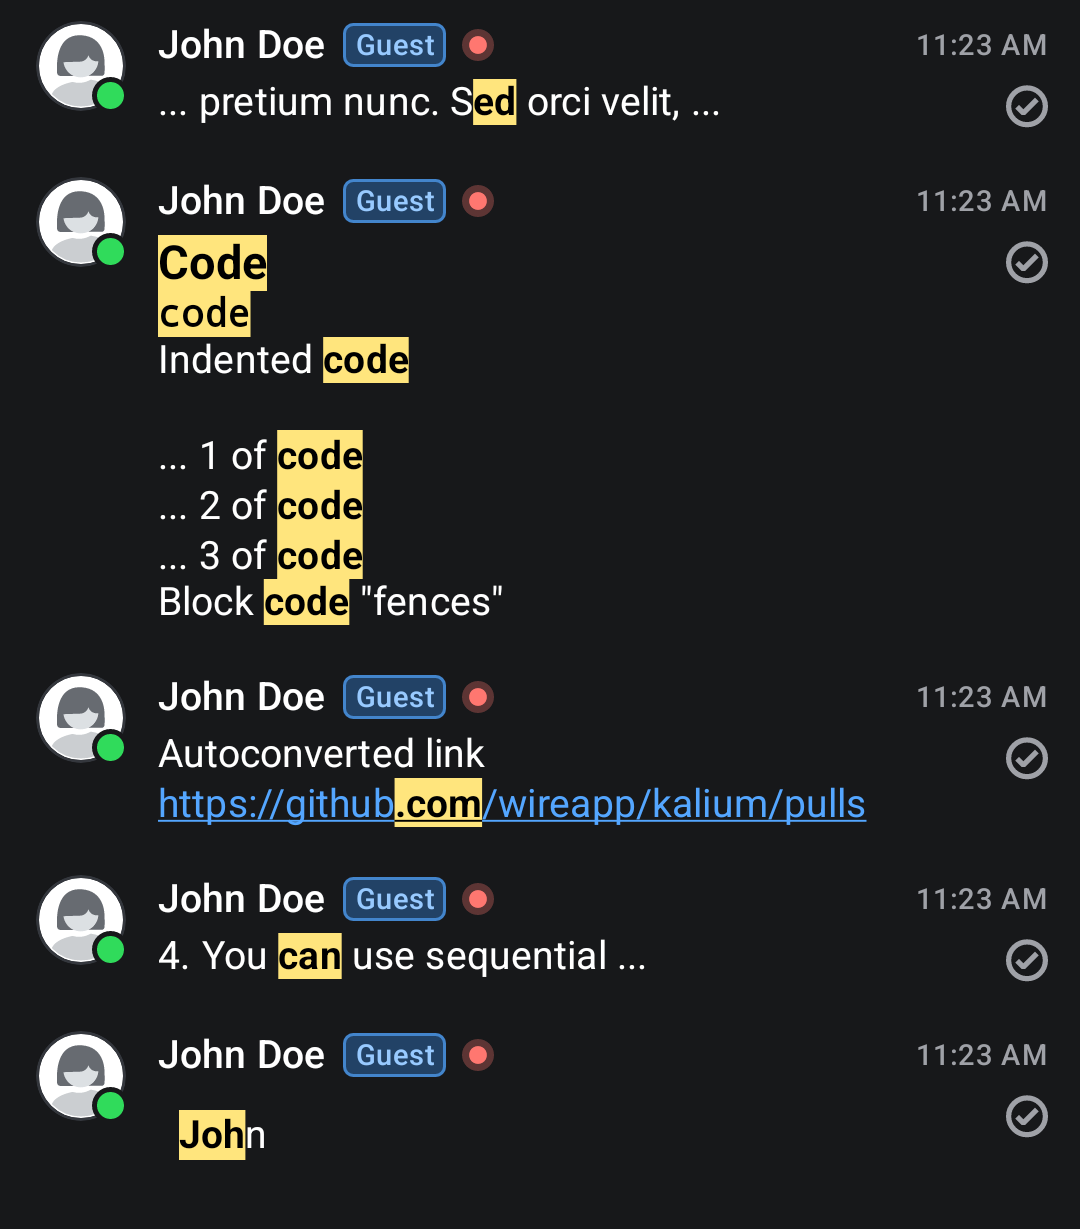 John Doe Guest 11:23 AM
... pretium nunc. Sed orci velit, ...
John Doe Guest 11:23 AM
Code
code
Indented code
... 1 of code
... 2 of code
... 3 of code
Block code "fences"
John Doe Guest 11:23 AM
Autoconverted link
https://github.com/wireapp/kalium/pulls
John Doe Guest 11:23 AM
4. You can use sequential ...
John Doe Guest 11:23 AM
John